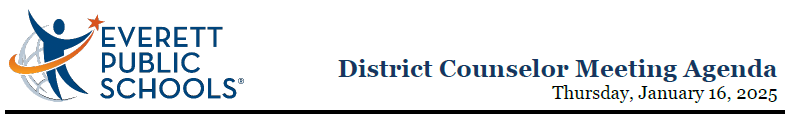 EVERETT
PUBLIC
SCHOOLS®
District Counselor Meeting Agenda
Thursday, January 16, 2025